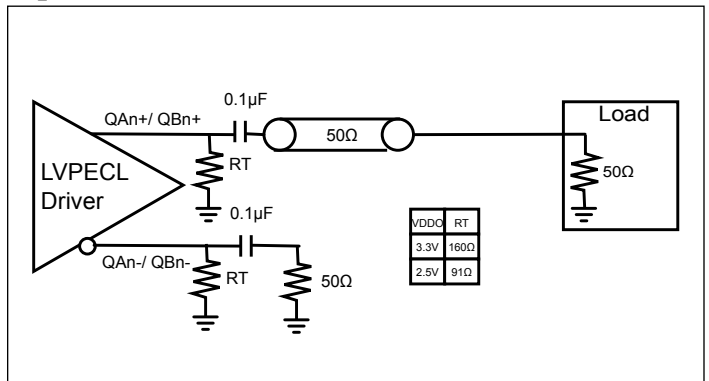 0.1µF
QAn+/ QBn+
50Ω
Load
RT
50Ω
LVPECL
Driver
0.1µF
QAn-/ QBn-
RT
50Ω
VDDO RT
3.3V 160Ω
2.5V 91Ω